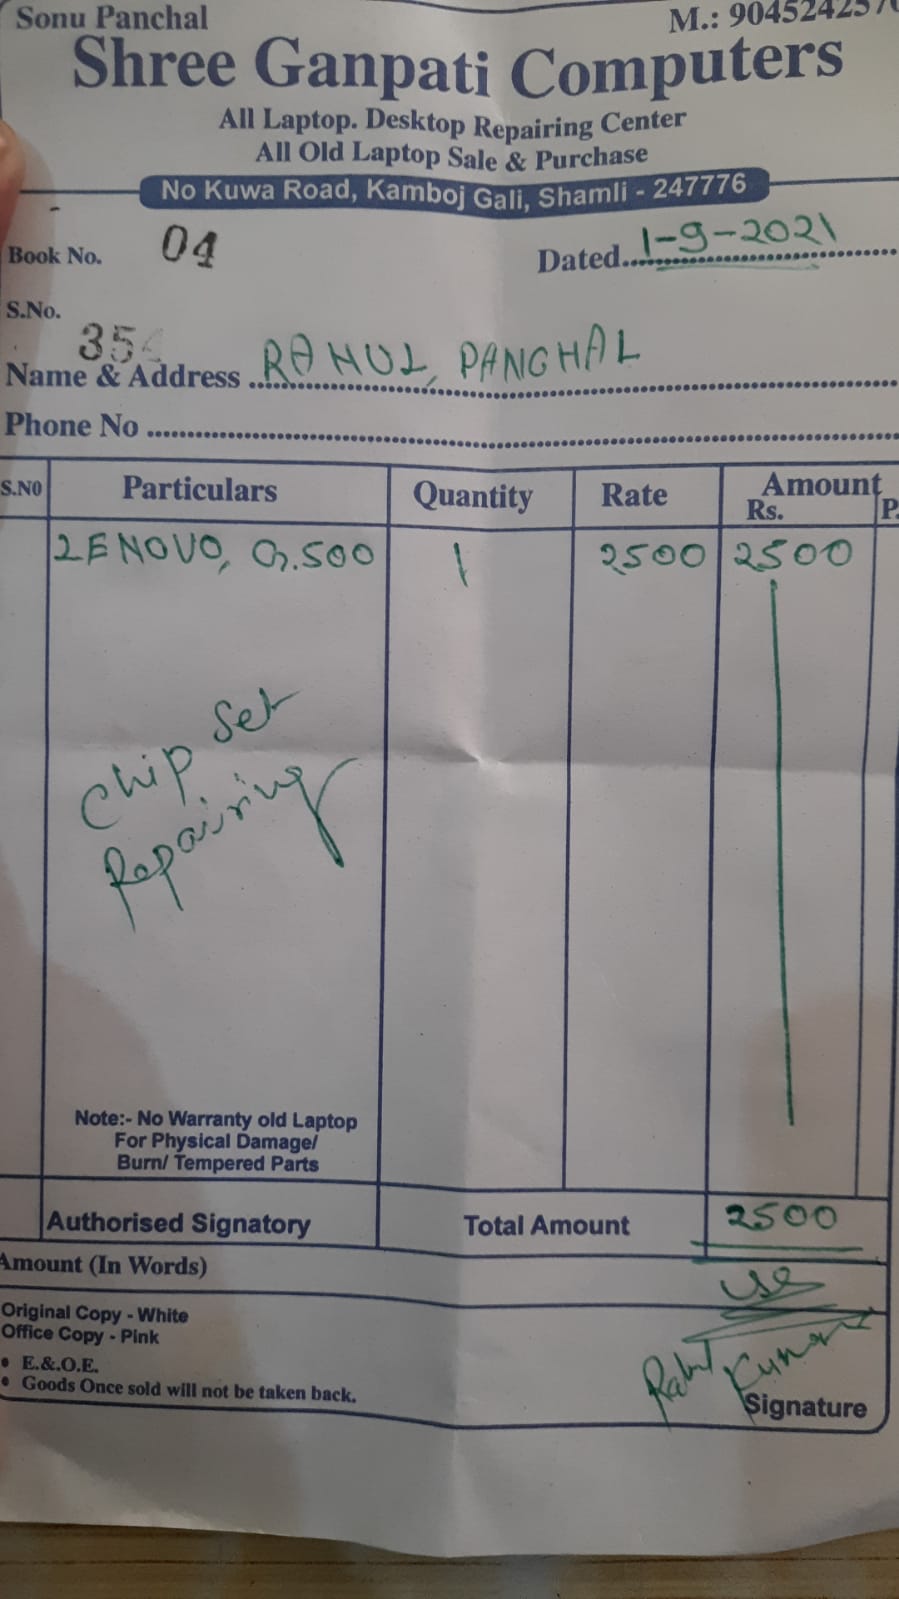 Sonu Panchal
M.: 904524257
Shree Ganpati Computers
All Laptop. Desktop Repairing Center
All Old Laptop Sale & Purchase
No Kuwa Road, Kamboj Gali, Shamli - 247776
Book No. 04
Dated 1-9-2021
S.No.
35
Name & Address RAHUL, PANGHAL
Phone No
S.NO Particulars Quantity Rate Amount
Rs. P.
LENOVO, G.500 1 2500 2500
Chip Set
Repairing
Note:- No Warranty old Laptop
For Physical Damage/
Burn/ Tempered Parts
Authorised Signatory Total Amount 2500
Amount (In Words)
Original Copy - White
Office Copy - Pink
• E.&.O.E.
• Goods Once sold will not be taken back.
Rahul Kumar
Signature